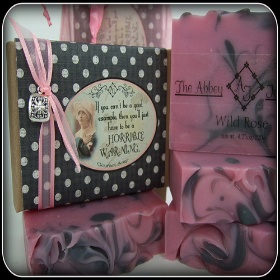 If you can't be a good
example, then you'll just
have to be a
HORRIBLE
WARNING.
The Abbey
Wild Rose